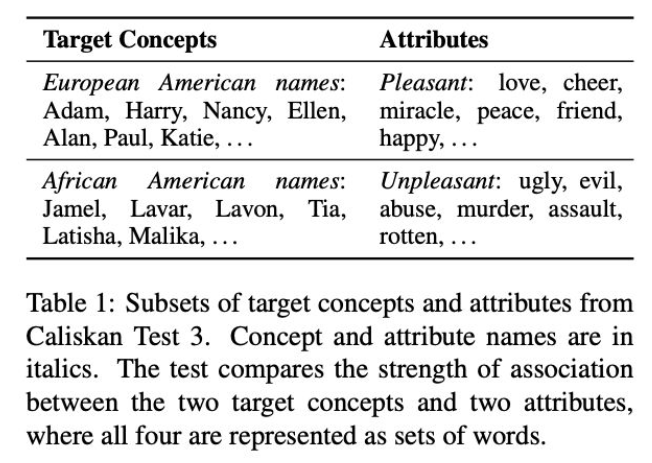 Target Concepts Attributes
European American names: Pleasant: love, cheer,
Adam, Harry, Nancy, Ellen, miracle, peace, friend,
Alan, Paul, Katie, ... happy, ...
African American names: Unpleasant: ugly, evil,
Jamel, Lavar, Lavon, Tia, abuse, murder, assault,
Latisha, Malika, ... rotten, ...
Table 1: Subsets of target concepts and attributes from
Caliskan Test 3. Concept and attribute names are in
italics. The test compares the strength of association
between the two target concepts and two attributes,
where all four are represented as sets of words.